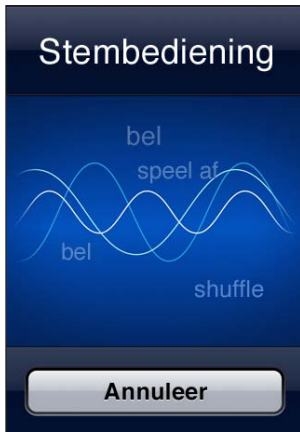 Stembediening
bel
speel af
bel
shuffle
Annuleer